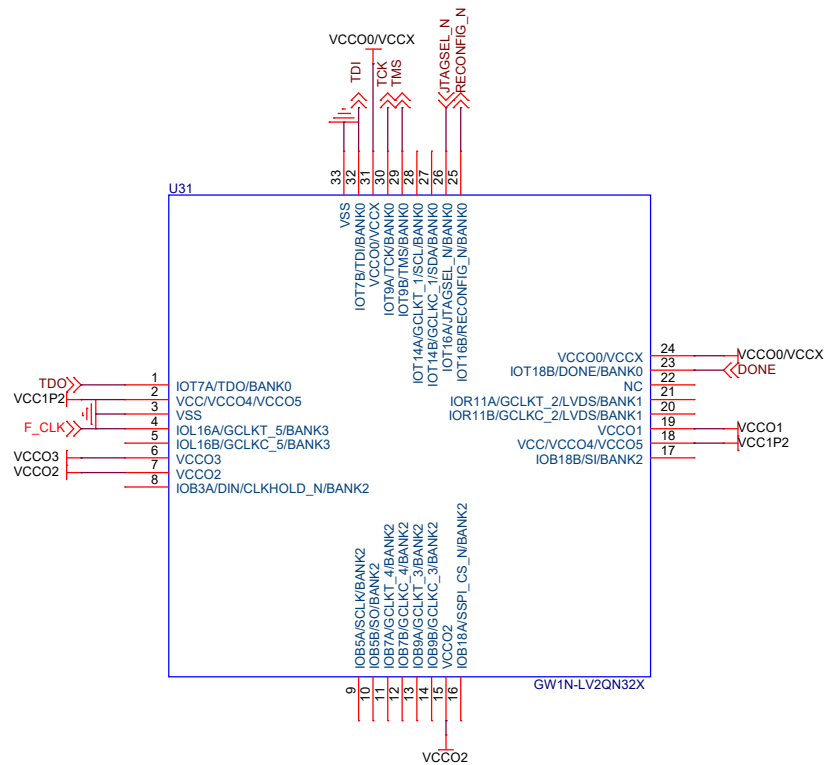 VCCO0/VCCX
TDI
TCK
TMS
JTAGSEL_N
RECONFIG_N
33
32
31
30
29
28
27
26
25
U31
VSS
IOT7B/TDI/BANK0
VCCO0/VCCX
IOT9A/TCK/BANK0
IOT9B/TMS/BANK0
IOT14A/GCLKT_1/SCL/BANK0
IOT14B/GCLKC_1/SDA/BANK0
IOT16A/JTAGSEL_N/BANK0
IOT16B/RECONFIG_N/BANK0
TDO 1 IOT7A/TDO/BANK0
VCC1P2 2 VCC/VCCO4/VCCO5
3 VSS
F_CLK 4 IOL16A/GCLKT_5/BANK3
5 IOL16B/GCLKC_5/BANK3
VCCO3 6 VCCO3
VCCO2 7 VCCO2
8 IOB3A/DIN/CLKHOLD_N/BANK2
VCCO0/VCCX 24 VCCO0/VCCX
IOT18B/DONE/BANK0 23 DONE
NC 22
IOR11A/GCLKT_2/LVDS/BANK1 21
IOR11B/GCLKC_2/LVDS/BANK1 20
VCCO1 19 VCCO1
VCC/VCCO4/VCCO5 18 VCC1P2
IOB18B/SI/BANK2 17
IOB5A/SCLK/BANK2
IOB5B/SO/BANK2
IOB7A/GCLKT_4/BANK2
IOB7B/GCLKC_4/BANK2
IOB9A/GCLKT_3/BANK2
IOB9B/GCLKC_3/BANK2
VCCO2
IOB18A/SSPI_CS_N/BANK2
GW1N-LV2QN32X
9
10
11
12
13
14
15
16
VCCO2